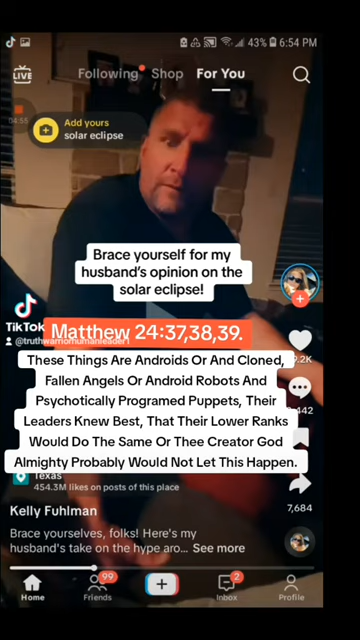 43% 6:54 PM
LIVE
Following
Shop
For You
04:55
Add yours
solar eclipse
Brace yourself for my
husband's opinion on the
solar eclipse!
TikTok
Matthew 24:37,38,39.
These Things Are Androids Or And Cloned,
Fallen Angels Or Android Robots And
Psychotically Programed Puppets, Their
Leaders Knew Best, That Their Lower Ranks
Would Do The Same Or Thee Creator God
Almighty Probably Would Not Let This Happen.
Texas
454.3M likes on posts of this place
7,684
Kelly Fuhlman
Brace yourselves, folks! Here's my
husband's take on the hype aro... See more
99
2
Home
Friends
Inbox
Profile